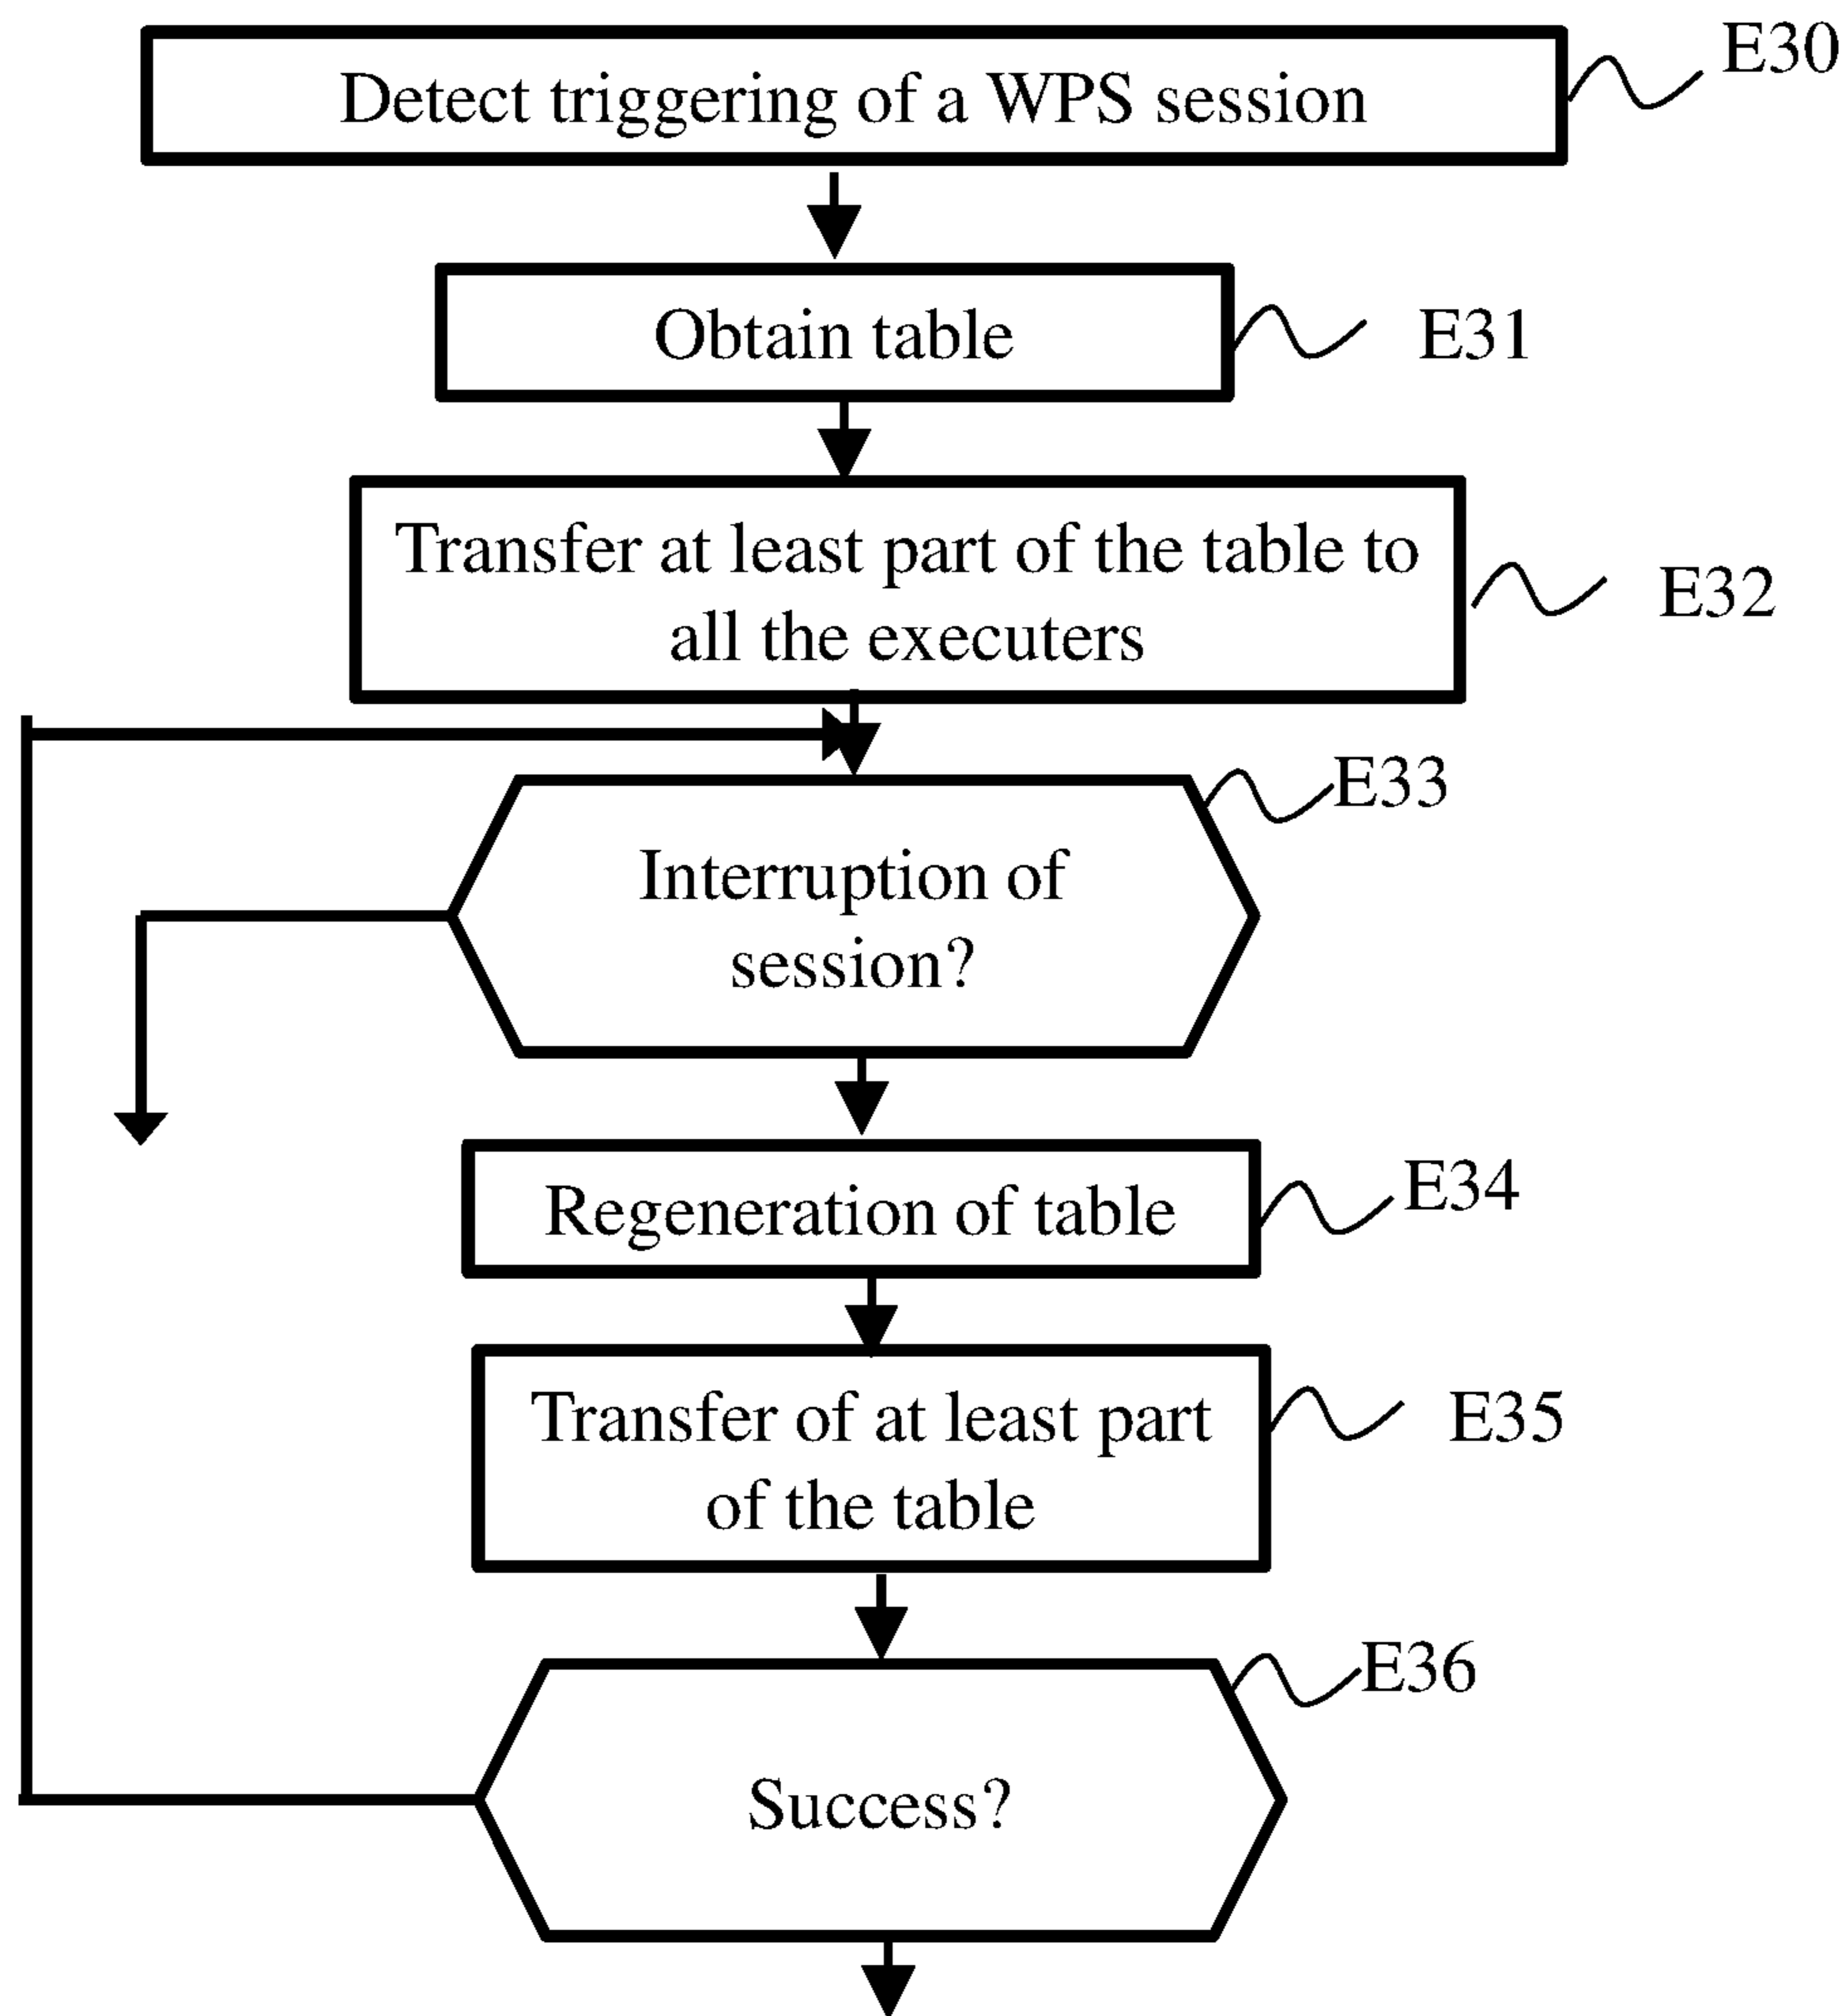 Detect triggering of a WPS session
E30
Obtain table
E31
Transfer at least part of the table to
all the executers
E32
E33
Interruption of
session?
Regeneration of table
E34
Transfer of at least part
of the table
E35
E36
Success?